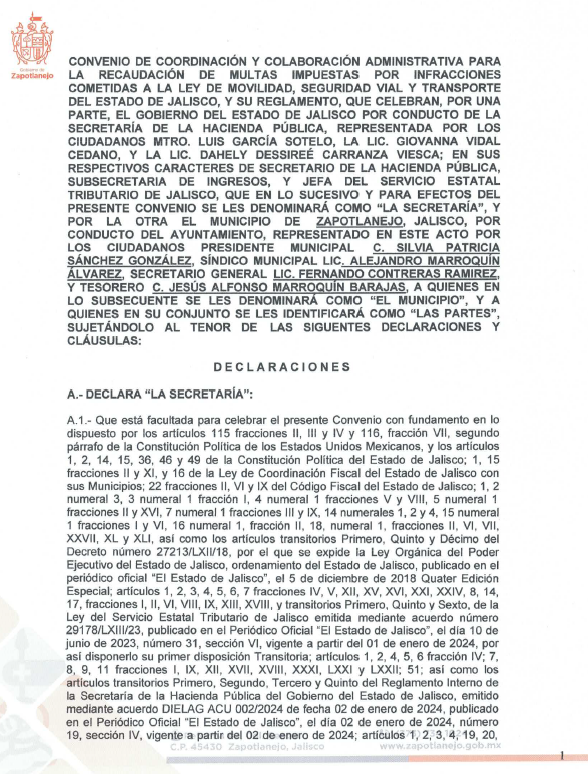 Gobierno de
Zapotlanejo
CONVENIO DE COORDINACIÓN Y COLABORACIÓN ADMINISTRATIVA PARA
LA RECAUDACIÓN DE MULTAS IMPUESTAS POR INFRACCIONES
COMETIDAS A LA LEY DE MOVILIDAD, SEGURIDAD VIAL Y TRANSPORTE
DEL ESTADO DE JALISCO, Y SU REGLAMENTO, QUE CELEBRAN, POR UNA
PARTE, EL GOBIERNO DEL ESTADO DE JALISCO POR CONDUCTO DE LA
SECRETARÍA DE LA HACIENDA PÚBLICA, REPRESENTADA POR LOS
CIUDADANOS MTRO. LUIS GARCÍA SOTELO, LA LIC. GIOVANNA VIDAL
CEDANO, Y LA LIC. DAHELY DESSIREÉ CARRANZA VIESCA; EN SUS
RESPECTIVOS CARACTERES DE SECRETARIO DE LA HACIENDA PÚBLICA,
SUBSECRETARIA DE INGRESOS, Y JEFA DEL SERVICIO ESTATAL
TRIBUTARIO DE JALISCO, QUE EN LO SUCESIVO Y PARA EFECTOS DEL
PRESENTE CONVENIO SE LES DENOMINARÁ COMO "LA SECRETARÍA", Y
POR LA OTRA EL MUNICIPIO DE ZAPOTLANEJO, JALISCO, POR
CONDUCTO DEL AYUNTAMIENTO, REPRESENTADO EN ESTE ACTO POR
LOS CIUDADANOS PRESIDENTE MUNICIPAL C. SILVIA PATRICIA
SÁNCHEZ GONZÁLEZ, SÍNDICO MUNICIPAL LIC. ALEJANDRO MARROQUÍN
ÁLVAREZ, SECRETARIO GENERAL LIC. FERNANDO CONTRERAS RAMIREZ,
Y TESORERO C. JESÚS ALFONSO MARROQUÍN BARAJAS, A QUIENES EN
LO SUBSECUENTE SE LES DENOMINARÁ COMO "EL MUNICIPIO", Y A
QUIENES EN SU CONJUNTO SE LES IDENTIFICARÁ COMO "LAS PARTES",
SUJETÁNDOLO AL TENOR DE LAS SIGUIENTES DECLARACIONES Y
CLÁUSULAS:
DECLARACIONES
A.- DECLARA "LA SECRETARÍA":
A.1.- Que está facultada para celebrar el presente Convenio con fundamento en lo
dispuesto por los artículos 115 fracciones II, III y IV y 116, fracción VII, segundo
párrafo de la Constitución Política de los Estados Unidos Mexicanos, y los artículos
1, 2, 14, 15, 36, 46 y 49 de la Constitución Política del Estado de Jalisco; 1, 15
fracciones II y XI, y 16 de la Ley de Coordinación Fiscal del Estado de Jalisco con
sus Municipios; 22 fracciones II, VI y IX del Código Fiscal del Estado de Jalisco; 1, 2
numeral 3, 3 numeral 1 fracción I, 4 numeral 1 fracciones V y VIII, 5 numeral 1
fracciones II y XVI, 7 numeral 1 fracciones III y IX, 14 numerales 1, 2 y 4, 15 numeral
1 fracciones I y VI, 16 numeral 1, fracción II, 18, numeral 1, fracciones II, VI, VII,
XXVII, XL y XLI, así como los artículos transitorios Primero, Quinto y Décimo del
Decreto número 27213/LXII/18, por el que se expide la Ley Orgánica del Poder
Ejecutivo del Estado de Jalisco, ordenamiento del Estado de Jalisco, publicado en el
periódico oficial "El Estado de Jalisco", el 5 de diciembre de 2018 Quater Edición
Especial; artículos 1, 2, 3, 4, 5, 6, 7 fracciones IV, V, XII, XV, XVI, XXI, XXIV, 8, 14,
17, fracciones I, II, VI, VIII, IX, XIII, XVIII, y transitorios Primero, Quinto y Sexto, de la
Ley del Servicio Estatal Tributario de Jalisco emitida mediante acuerdo número
29178/LXIII/23, publicado en el Periódico Oficial "El Estado de Jalisco", el día 10 de
junio de 2023, número 31, sección VI, vigente a partir del 01 de enero de 2024, por
así disponerlo su primer disposición Transitoria; artículos 1, 2, 4, 5, 6 fracción IV; 7,
8, 9, 11 fracciones I, IX, XII, XVII, XVIII, XXXI, LXXI y LXXII; 51; así como los
artículos transitorios Primero, Segundo, Tercero y Quinto del Reglamento Interno de
la Secretaría de la Hacienda Pública del Gobierno del Estado de Jalisco, emitido
mediante acuerdo DIELAG ACU 002/2024 de fecha 02 de enero de 2024, publicado
en el Periódico Oficial "El Estado de Jalisco", el día 02 de enero de 2024, número
19, sección IV, vigente a partir del 02 de enero de 2024; artículos 1, 2, 3, 4, 19, 20,
C.P. 45430 Zapotlanejo, Jalisco
www.zapotlanejo.gob.mx
1